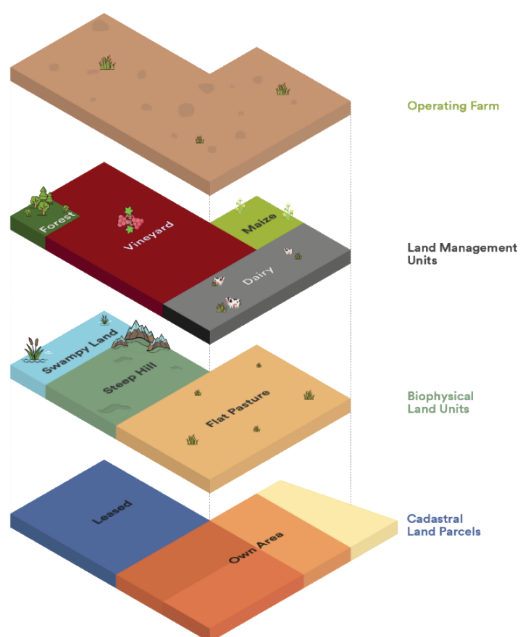 Operating Farm
Forest
Vineyard
Maize
Dairy
Land Management
Units
Swampy Land
Steep Hill
Flat Pasture
Biophysical
Land Units
Leased
Own Area
Cadastral
Land Parcels